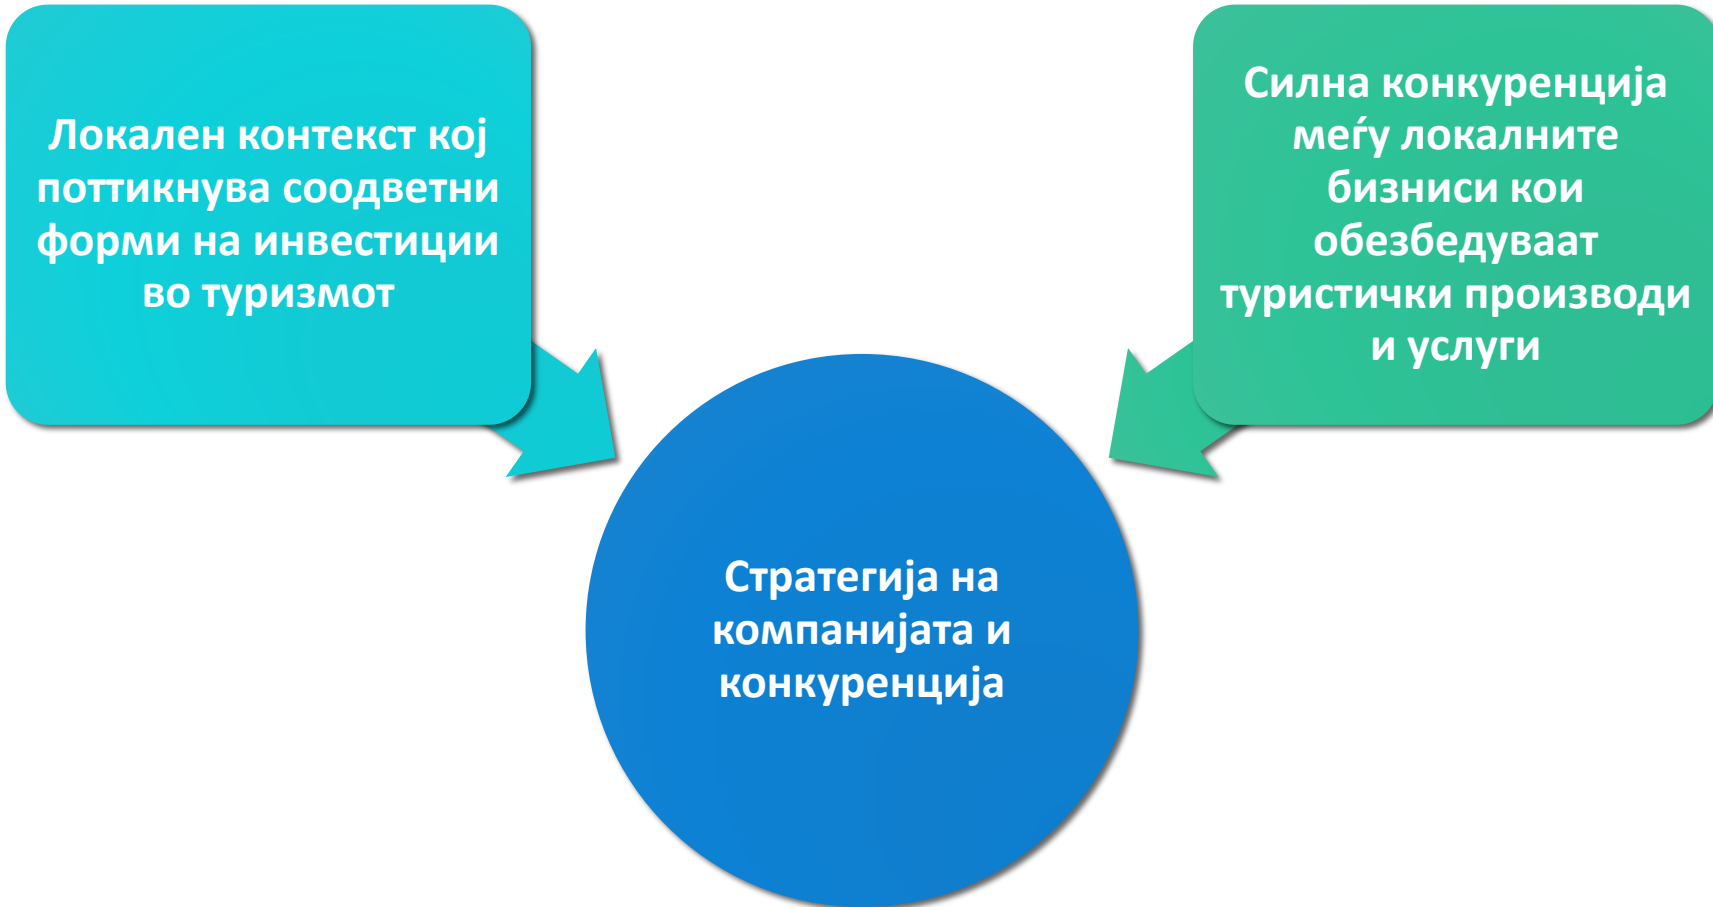 Локален контекст кој
поттикнува соодветни
форми на инвестиции
во туризмот
Силна конкуренција
меѓу локалните
бизниси кои
обезбедуваат
туристички производи
и услуги
Стратегија на
компанијата и
конкуренција